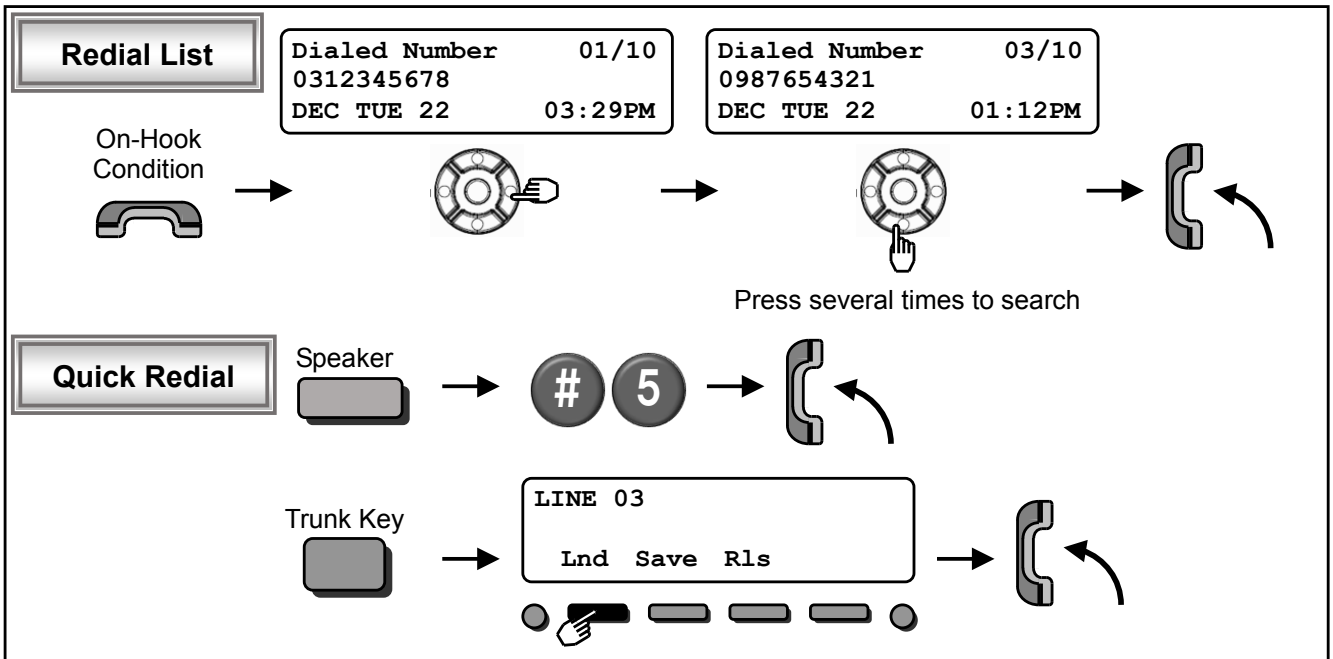 Redial List
Dialed Number 01/10
0312345678
DEC TUE 22 03:29PM
Dialed Number 03/10
0987654321
DEC TUE 22 01:12PM
On-Hook
Condition
Press several times to search
Quick Redial
Speaker
# 5
Trunk Key
LINE 03
Lnd Save Rls